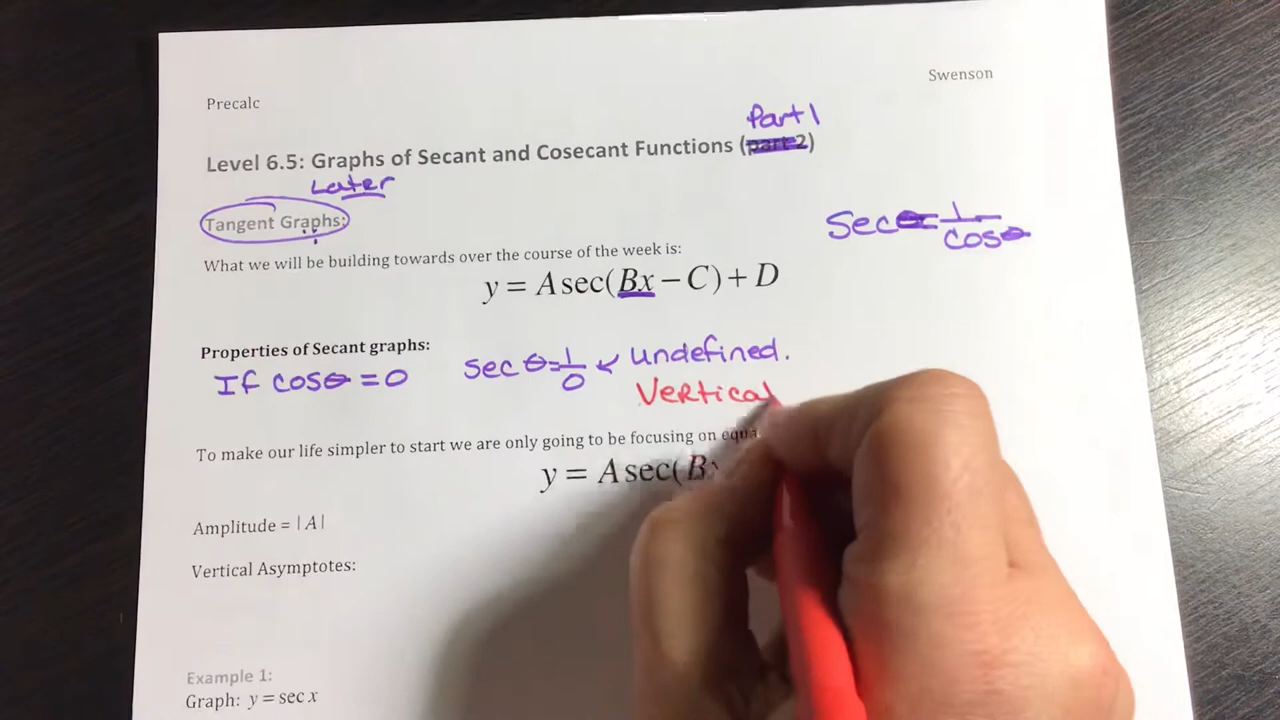 Swenson
Precalc
Part 1
Level 6.5: Graphs of Secant and Cosecant Functions (part 2)
Later
Tangent Graphs:
secθ = 1/cosθ
What we will be building towards over the course of the week is:
y = A sec(Bx − C) + D
Properties of Secant graphs:
If cosθ = 0 sec θ = 1/0 ↙ undefined.
Vertical
To make our life simpler to start we are only going to be focusing on
y = A sec(B
Amplitude = |A|
Vertical Asymptotes:
Example 1:
Graph: y = sec x